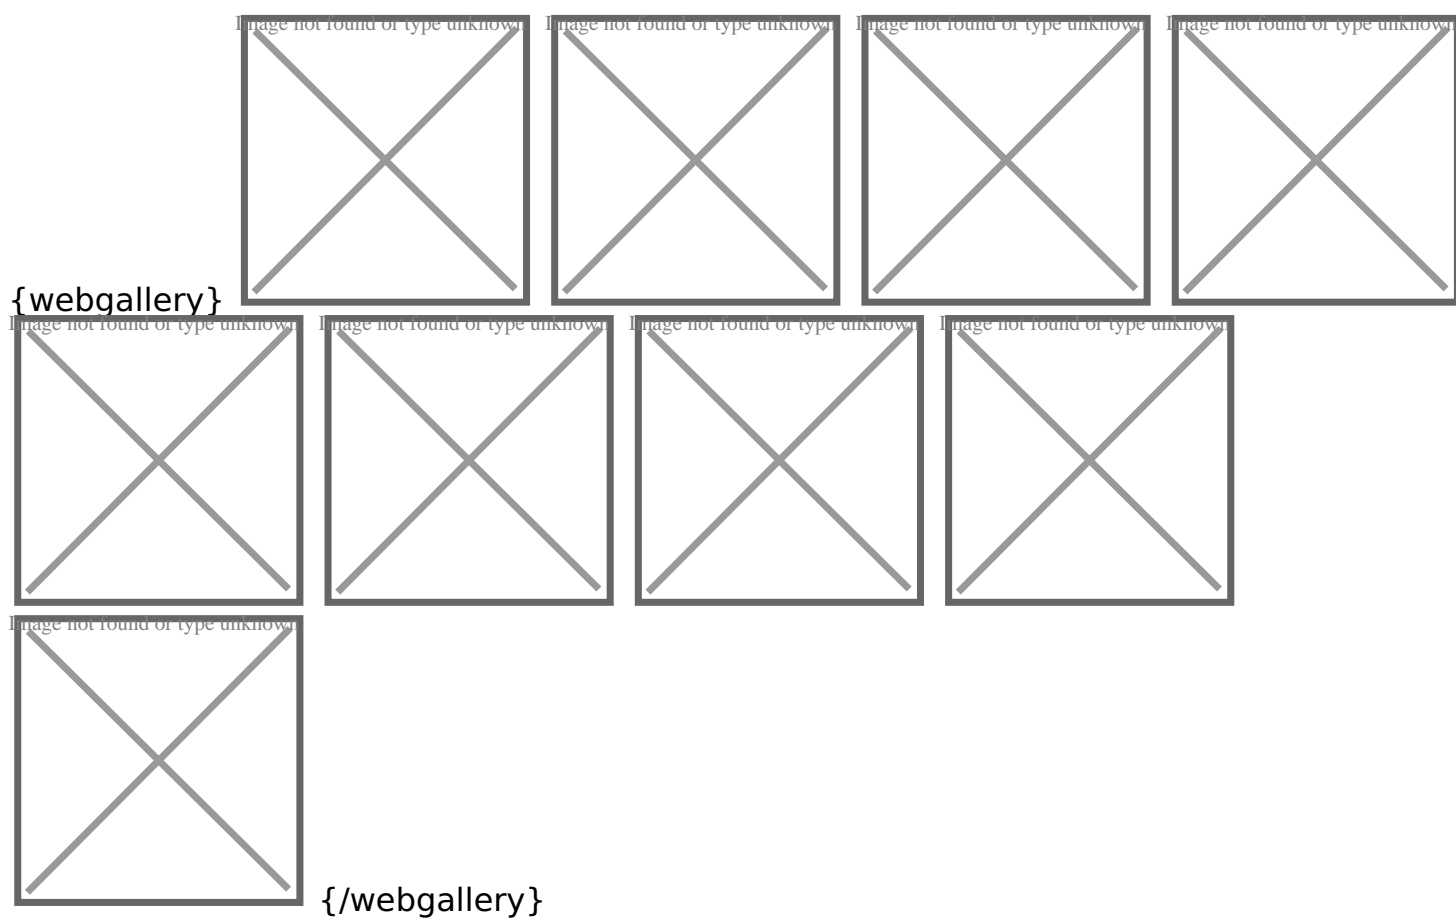 Image not found or type unknown Image not found or type unknown Image not found or type unknown Image not found or type unknown
{webgallery}
Image not found or type unknown Image not found or type unknown Image not found or type unknown Image not found or type unknown
Image not found or type unknown
{/webgallery}